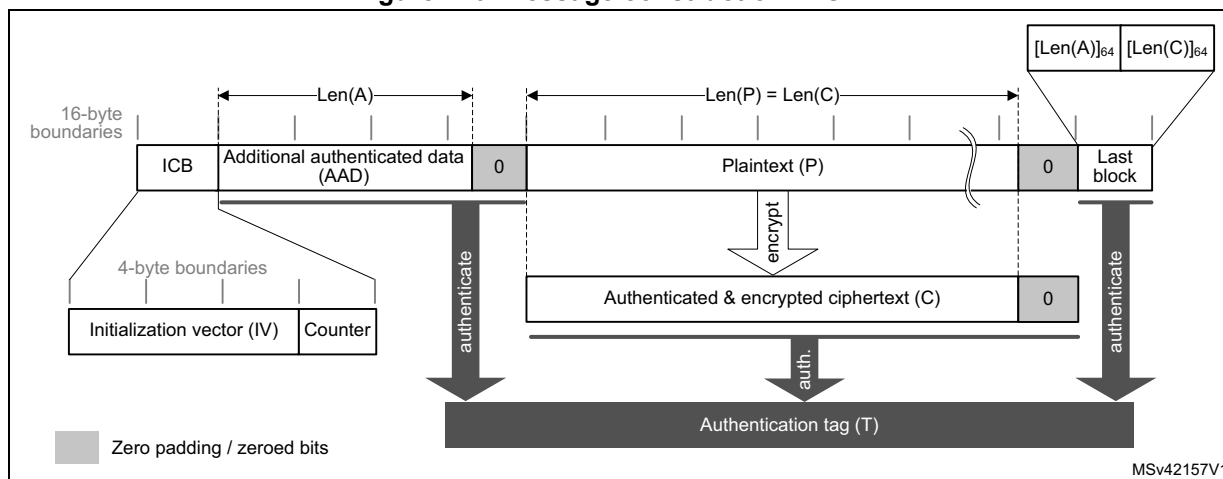 [Len(A)]64 [Len(C)]64
Len(A)
Len(P) = Len(C)
16-byte
boundaries
ICB
Additional authenticated data
(AAD)
0
Plaintext (P)
0
Last
block
encrypt
4-byte boundaries
authenticate
Authenticated & encrypted ciphertext (C)
0
authenticate
Initialization vector (IV)
Counter
auth.
Authentication tag (T)
Zero padding / zeroed bits
MSv42157V1